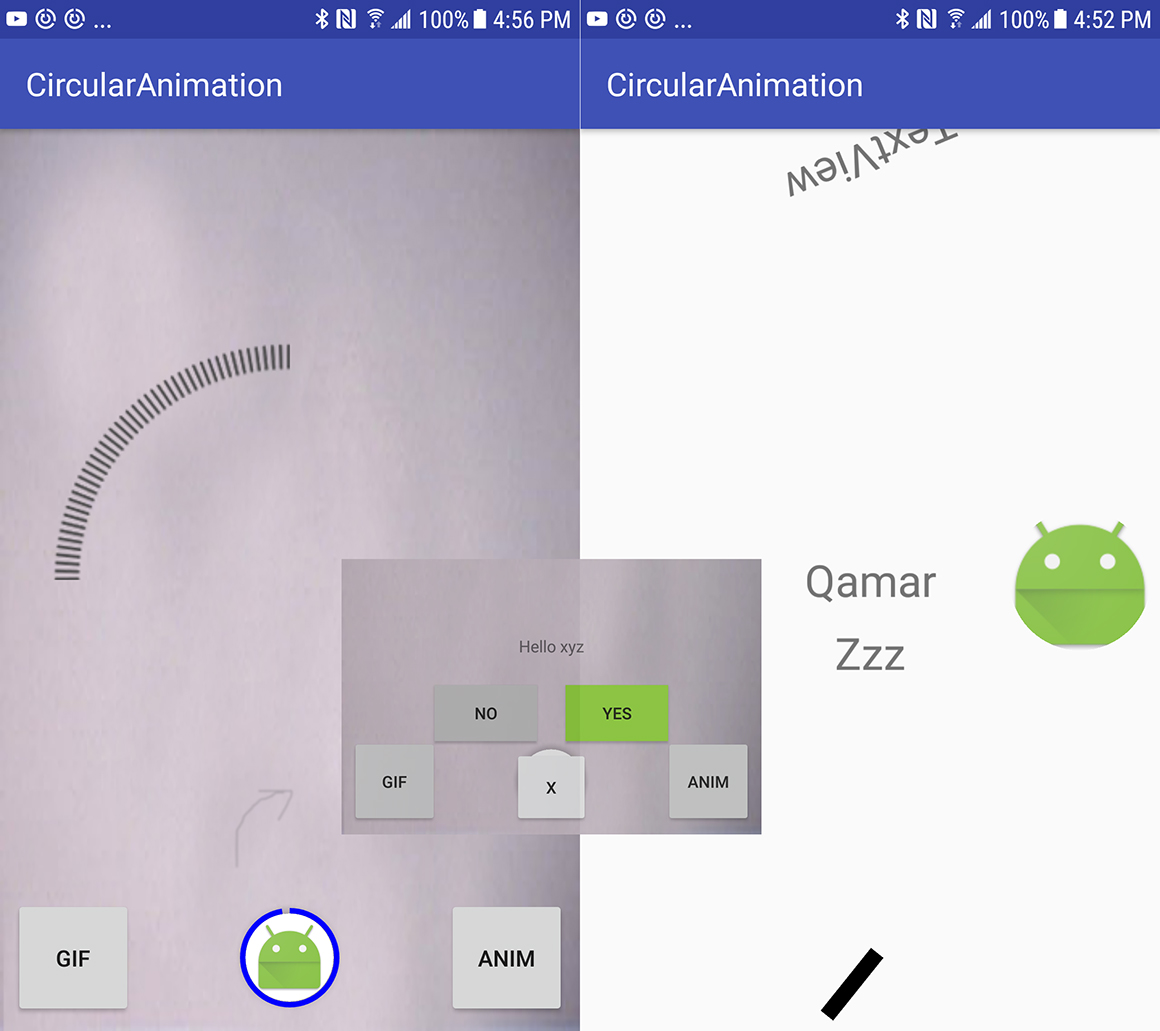 ... 100% 4:56 PM
CircularAnimation
GIF
ANIM
Hello xyz
NO YES
GIF X ANIM
... 100% 4:52 PM
CircularAnimation
TextView
Qamar
Zzz